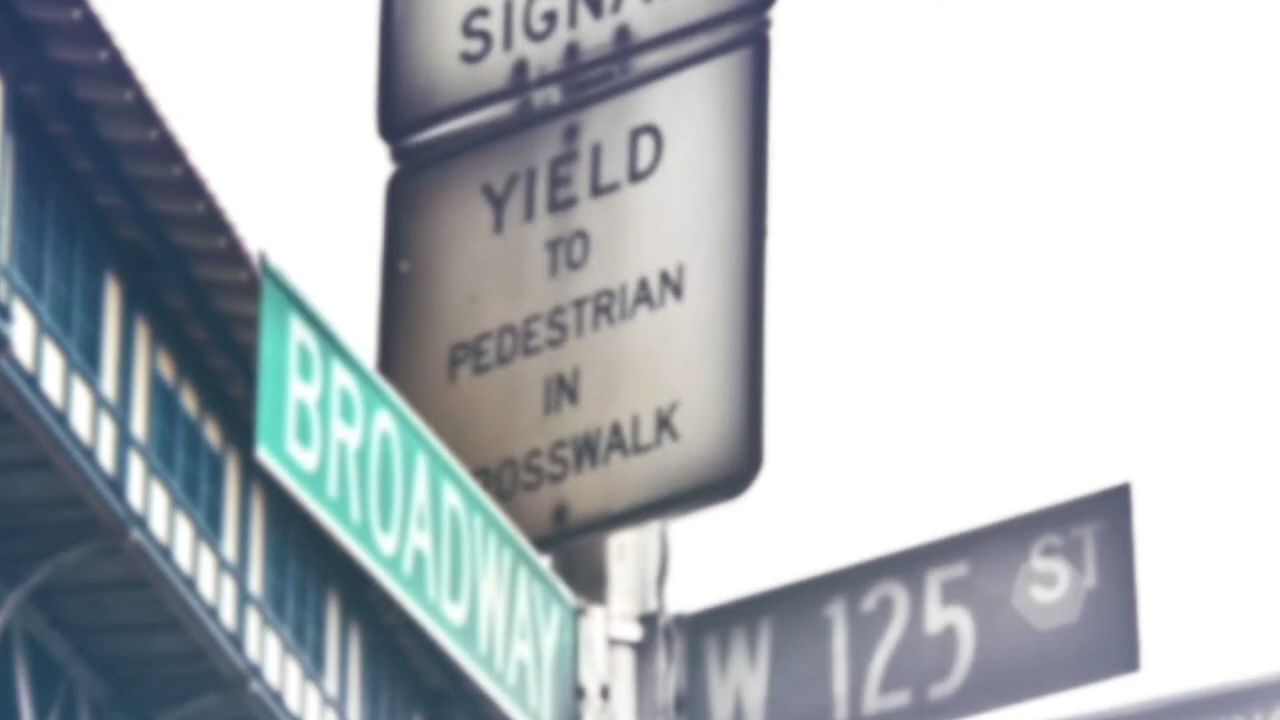 SIGNAL
YIELD
TO
PEDESTRIAN
IN
CROSSWALK
BROADWAY
W 125 ST